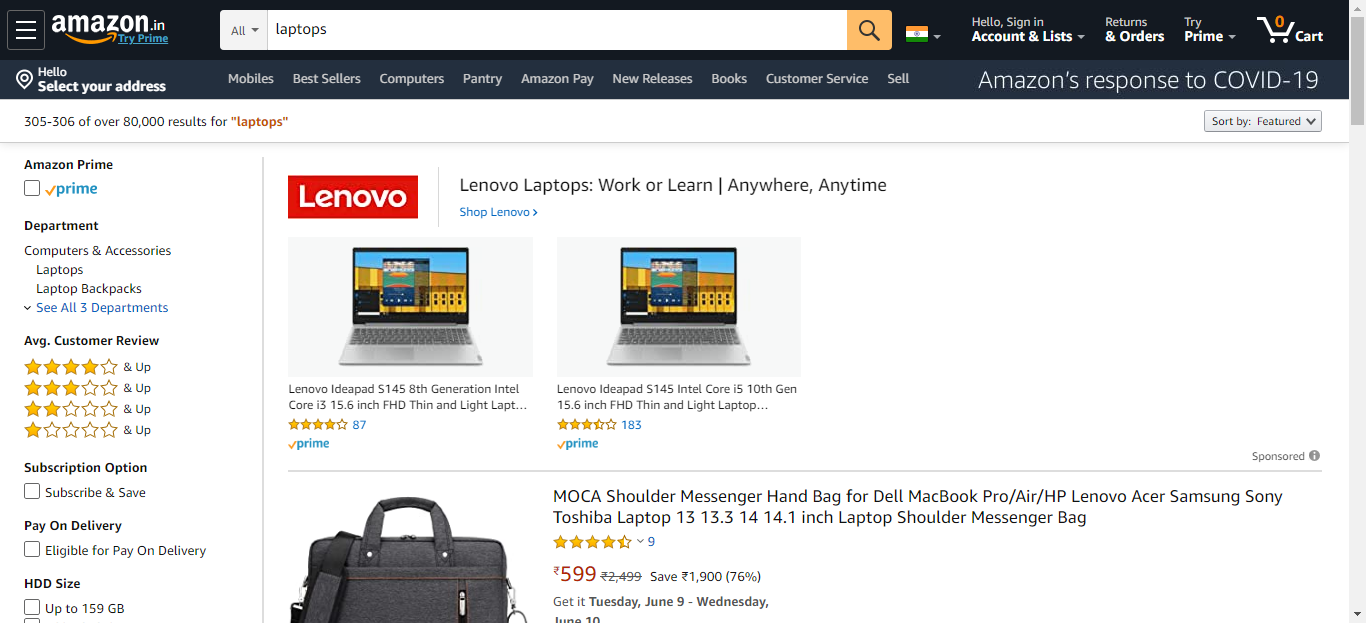 amazon.in
Try Prime
All
laptops
Hello, Sign in
Account & Lists
Returns
& Orders
Try
Prime
0
Cart
Hello
Select your address
Mobiles
Best Sellers
Computers
Pantry
Amazon Pay
New Releases
Books
Customer Service
Sell
Amazon's response to COVID-19
305-306 of over 80,000 results for "laptops"
Sort by: Featured
Amazon Prime
prime
Department
Computers & Accessories
Laptops
Laptop Backpacks
See All 3 Departments
Avg. Customer Review
& Up
& Up
& Up
& Up
Subscription Option
Subscribe & Save
Pay On Delivery
Eligible for Pay On Delivery
HDD Size
Up to 159 GB
Lenovo
Lenovo Laptops: Work or Learn | Anywhere, Anytime
Shop Lenovo ›
Lenovo Ideapad S145 8th Generation Intel
Core i3 15.6 inch FHD Thin and Light Lapt…
87
prime
Lenovo Ideapad S145 Intel Core i5 10th Gen
15.6 inch FHD Thin and Light Laptop…
183
prime
Sponsored
MOCA Shoulder Messenger Hand Bag for Dell MacBook Pro/Air/HP Lenovo Acer Samsung Sony
Toshiba Laptop 13 13.3 14 14.1 inch Laptop Shoulder Messenger Bag
9
₹599 ₹2,499 Save ₹1,900 (76%)
Get it Tuesday, June 9 - Wednesday,
June 10